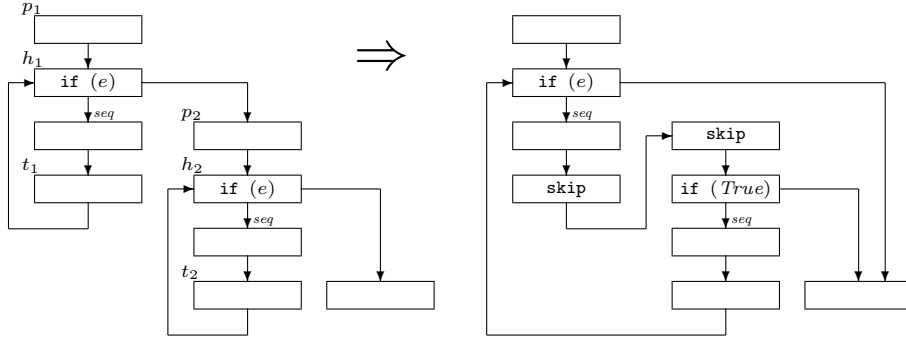 p₁
⇒
h₁
if (e)
if (e)
seq
p₂
skip
t₁
h₂
if (e)
seq
skip
if (True)
seq
seq
t₂